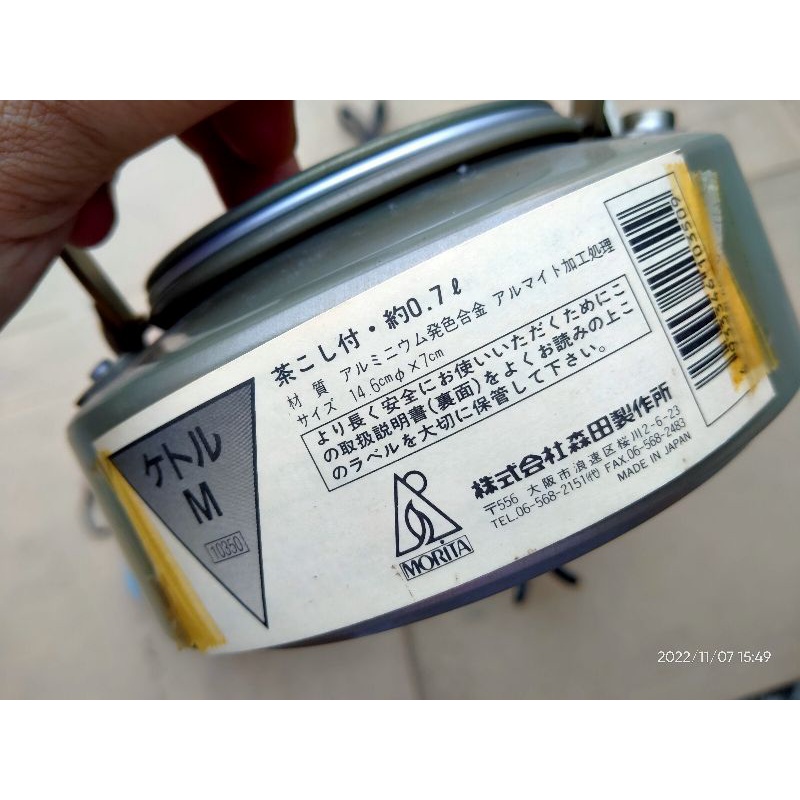 茶こし付・約0.7ℓ
材質 アルミニウム発色合金 アルマイト加工処理
サイズ 14.6cmφ×7cm
より長く安全にお使いいただくためにこ
の取扱説明書(裏面)をよくお読みの上こ
のラベルを大切に保管して下さい。
ケトル
M
10350
MORITA
株式会社森田製作所
〒556 大阪市浪速区桜川2-6-23
TEL.06-568-2151㈹ FAX.06-568-2483
MADE IN JAPAN
2022/11/07 15:49